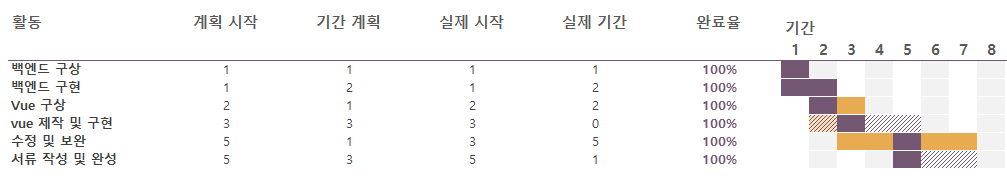 활동 계획 시작 기간 계획 실제 시작 실제 기간 완료율 기간
1 2 3 4 5 6 7 8
백엔드 구상 1 1 1 1 100%
백엔드 구현 1 2 1 2 100%
Vue 구상 2 1 2 2 100%
vue 제작 및 구현 3 3 3 0 100%
수정 및 보완 5 1 3 5 100%
서류 작성 및 완성 5 3 5 1 100%